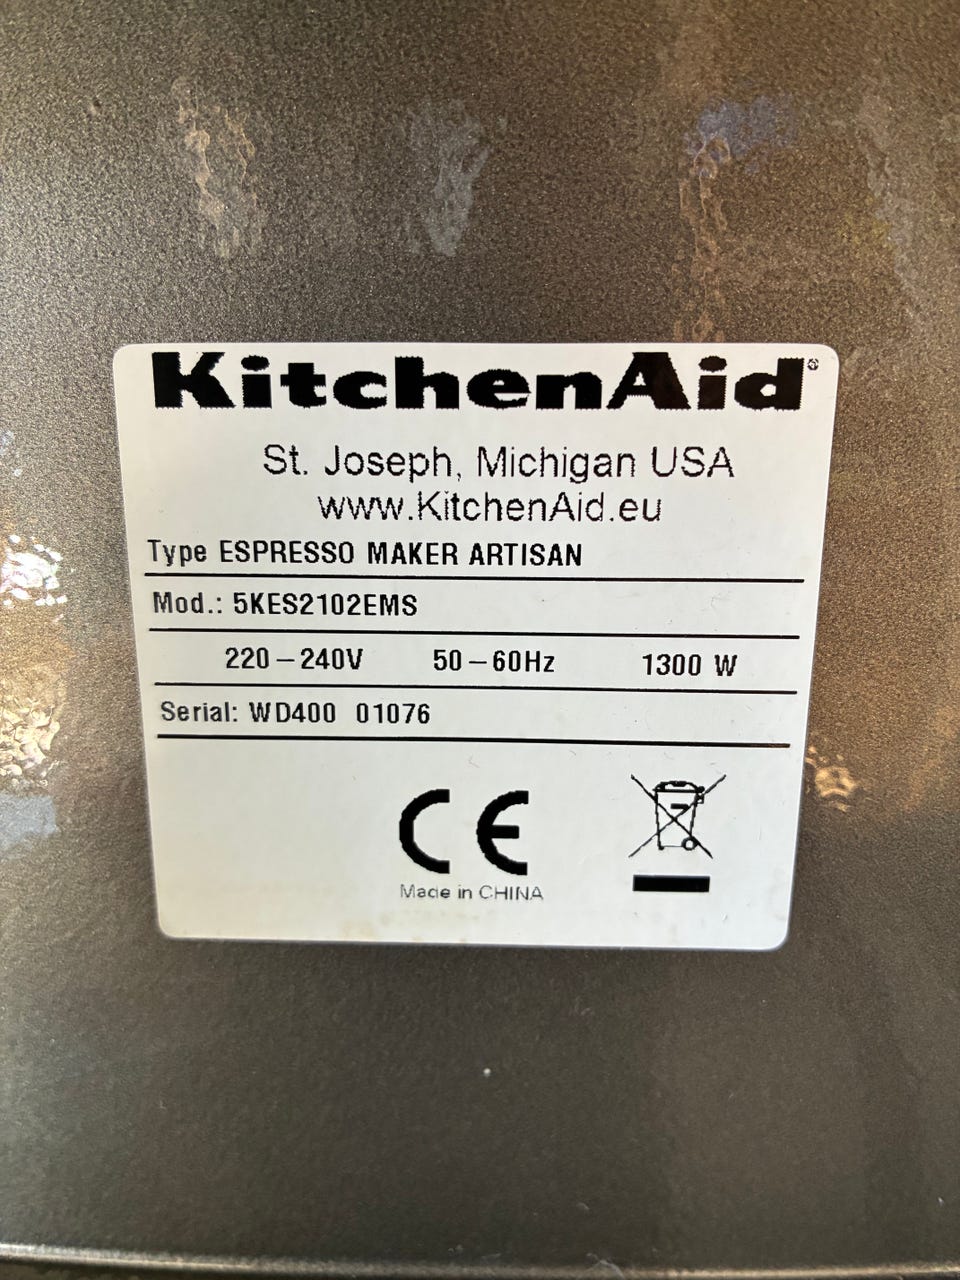 KitchenAid®
St. Joseph, Michigan USA
www.KitchenAid.eu
Type ESPRESSO MAKER ARTISAN
Mod.: 5KES2102EMS
220-240V 50-60Hz 1300 W
Serial: WD400 01076
CE
Made in CHINA